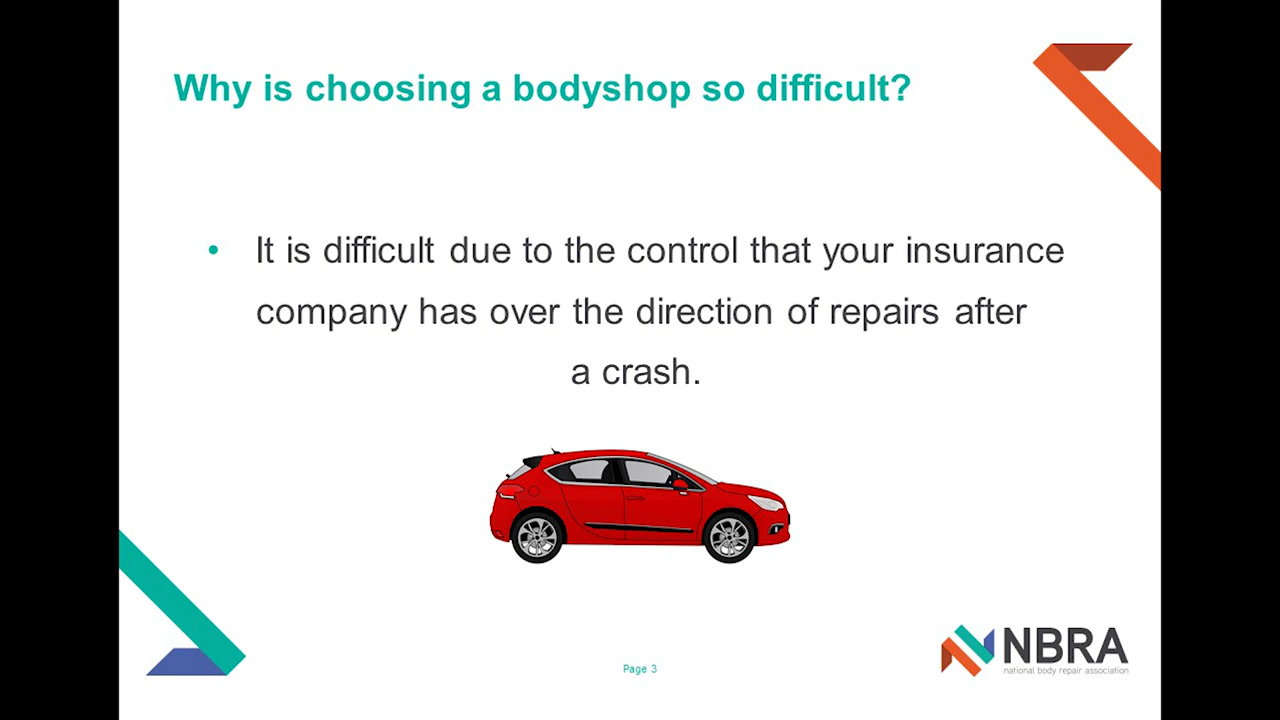 Why is choosing a bodyshop so difficult?
• It is difficult due to the control that your insurance
company has over the direction of repairs after
a crash.
Page 3
NBRA
national body repair association